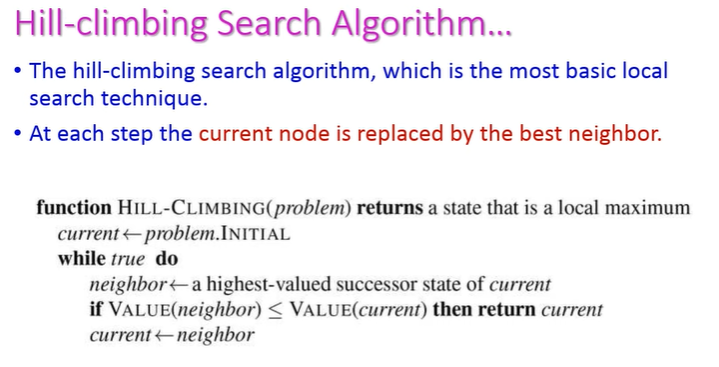 Hill-climbing Search Algorithm...
• The hill-climbing search algorithm, which is the most basic local
search technique.
• At each step the current node is replaced by the best neighbor.
function HILL-CLIMBING(problem) returns a state that is a local maximum
current←problem.INITIAL
while true do
neighbor←a highest-valued successor state of current
if VALUE(neighbor) ≤ VALUE(current) then return current
current←neighbor